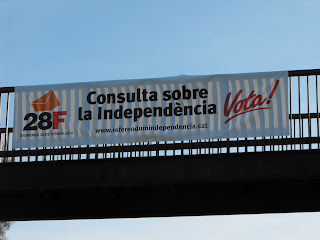 28F
Consulta sobre
la Independència
Vota!
www.referendumindependencia.cat